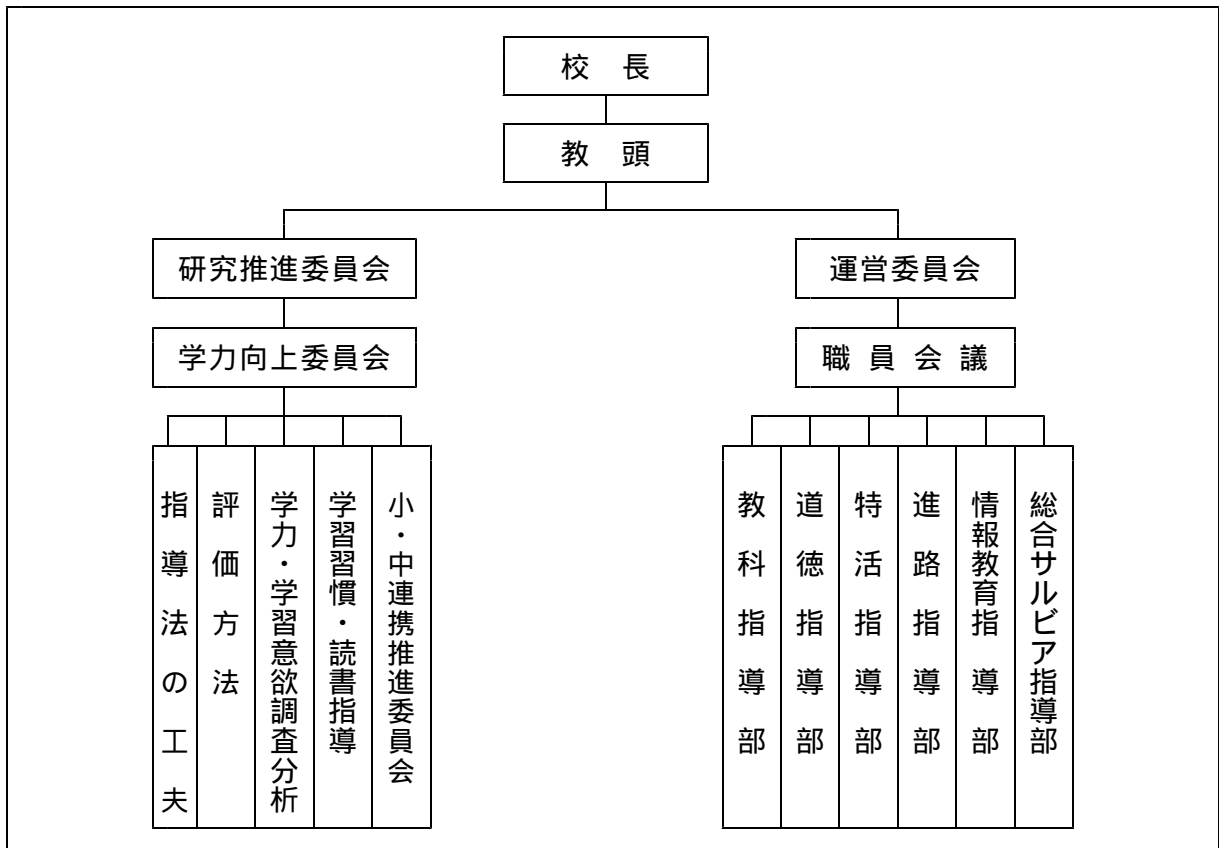 校 長
教 頭
研究推進委員会
運営委員会
学力向上委員会
職 員 会 議
指導法の工夫
評価方法
学力・学習意欲調査分析
学習習慣・読書指導
小・中連携推進委員会
教科指導部
道徳指導部
特活指導部
進路指導部
情報教育指導部
総合サルビア指導部